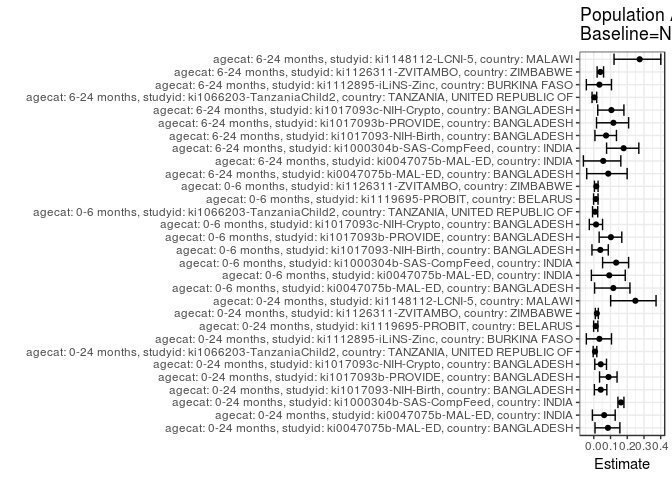 Population A
Baseline=N
agecat: 6-24 months, studyid: ki1148112-LCNI-5, country: MALAWI
agecat: 6-24 months, studyid: ki1126311-ZVITAMBO, country: ZIMBABWE
agecat: 6-24 months, studyid: ki1112895-iLiNS-Zinc, country: BURKINA FASO
agecat: 6-24 months, studyid: ki1066203-TanzaniaChild2, country: TANZANIA, UNITED REPUBLIC OF
agecat: 6-24 months, studyid: ki1017093c-NIH-Crypto, country: BANGLADESH
agecat: 6-24 months, studyid: ki1017093b-PROVIDE, country: BANGLADESH
agecat: 6-24 months, studyid: ki1017093-NIH-Birth, country: BANGLADESH
agecat: 6-24 months, studyid: ki1000304b-SAS-CompFeed, country: INDIA
agecat: 6-24 months, studyid: ki0047075b-MAL-ED, country: INDIA
agecat: 6-24 months, studyid: ki0047075b-MAL-ED, country: BANGLADESH
agecat: 0-6 months, studyid: ki1126311-ZVITAMBO, country: ZIMBABWE
agecat: 0-6 months, studyid: ki1119695-PROBIT, country: BELARUS
agecat: 0-6 months, studyid: ki1066203-TanzaniaChild2, country: TANZANIA, UNITED REPUBLIC OF
agecat: 0-6 months, studyid: ki1017093c-NIH-Crypto, country: BANGLADESH
agecat: 0-6 months, studyid: ki1017093b-PROVIDE, country: BANGLADESH
agecat: 0-6 months, studyid: ki1017093-NIH-Birth, country: BANGLADESH
agecat: 0-6 months, studyid: ki1000304b-SAS-CompFeed, country: INDIA
agecat: 0-6 months, studyid: ki0047075b-MAL-ED, country: INDIA
agecat: 0-6 months, studyid: ki0047075b-MAL-ED, country: BANGLADESH
agecat: 0-24 months, studyid: ki1148112-LCNI-5, country: MALAWI
agecat: 0-24 months, studyid: ki1126311-ZVITAMBO, country: ZIMBABWE
agecat: 0-24 months, studyid: ki1119695-PROBIT, country: BELARUS
agecat: 0-24 months, studyid: ki1112895-iLiNS-Zinc, country: BURKINA FASO
agecat: 0-24 months, studyid: ki1066203-TanzaniaChild2, country: TANZANIA, UNITED REPUBLIC OF
agecat: 0-24 months, studyid: ki1017093c-NIH-Crypto, country: BANGLADESH
agecat: 0-24 months, studyid: ki1017093b-PROVIDE, country: BANGLADESH
agecat: 0-24 months, studyid: ki1017093-NIH-Birth, country: BANGLADESH
agecat: 0-24 months, studyid: ki1000304b-SAS-CompFeed, country: INDIA
agecat: 0-24 months, studyid: ki0047075b-MAL-ED, country: INDIA
agecat: 0-24 months, studyid: ki0047075b-MAL-ED, country: BANGLADESH
0.00.10.20.30.4
Estimate